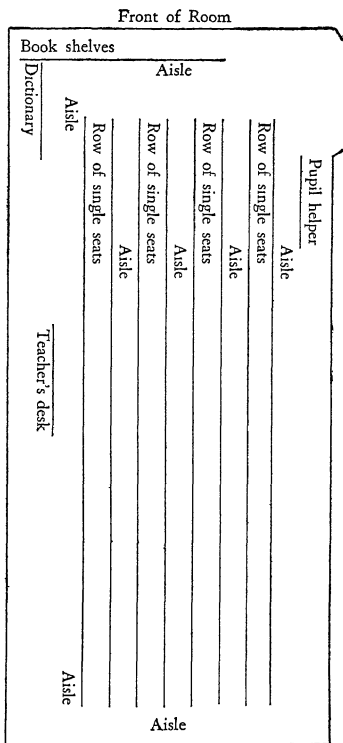 Front of Room
Book shelves
Aisle
Dictionary
Aisle
Row of single seats
Row of single seats
Row of single seats
Row of single seats
Pupil helper
Aisle
Aisle
Aisle
Aisle
Teacher's desk
Aisle
Aisle